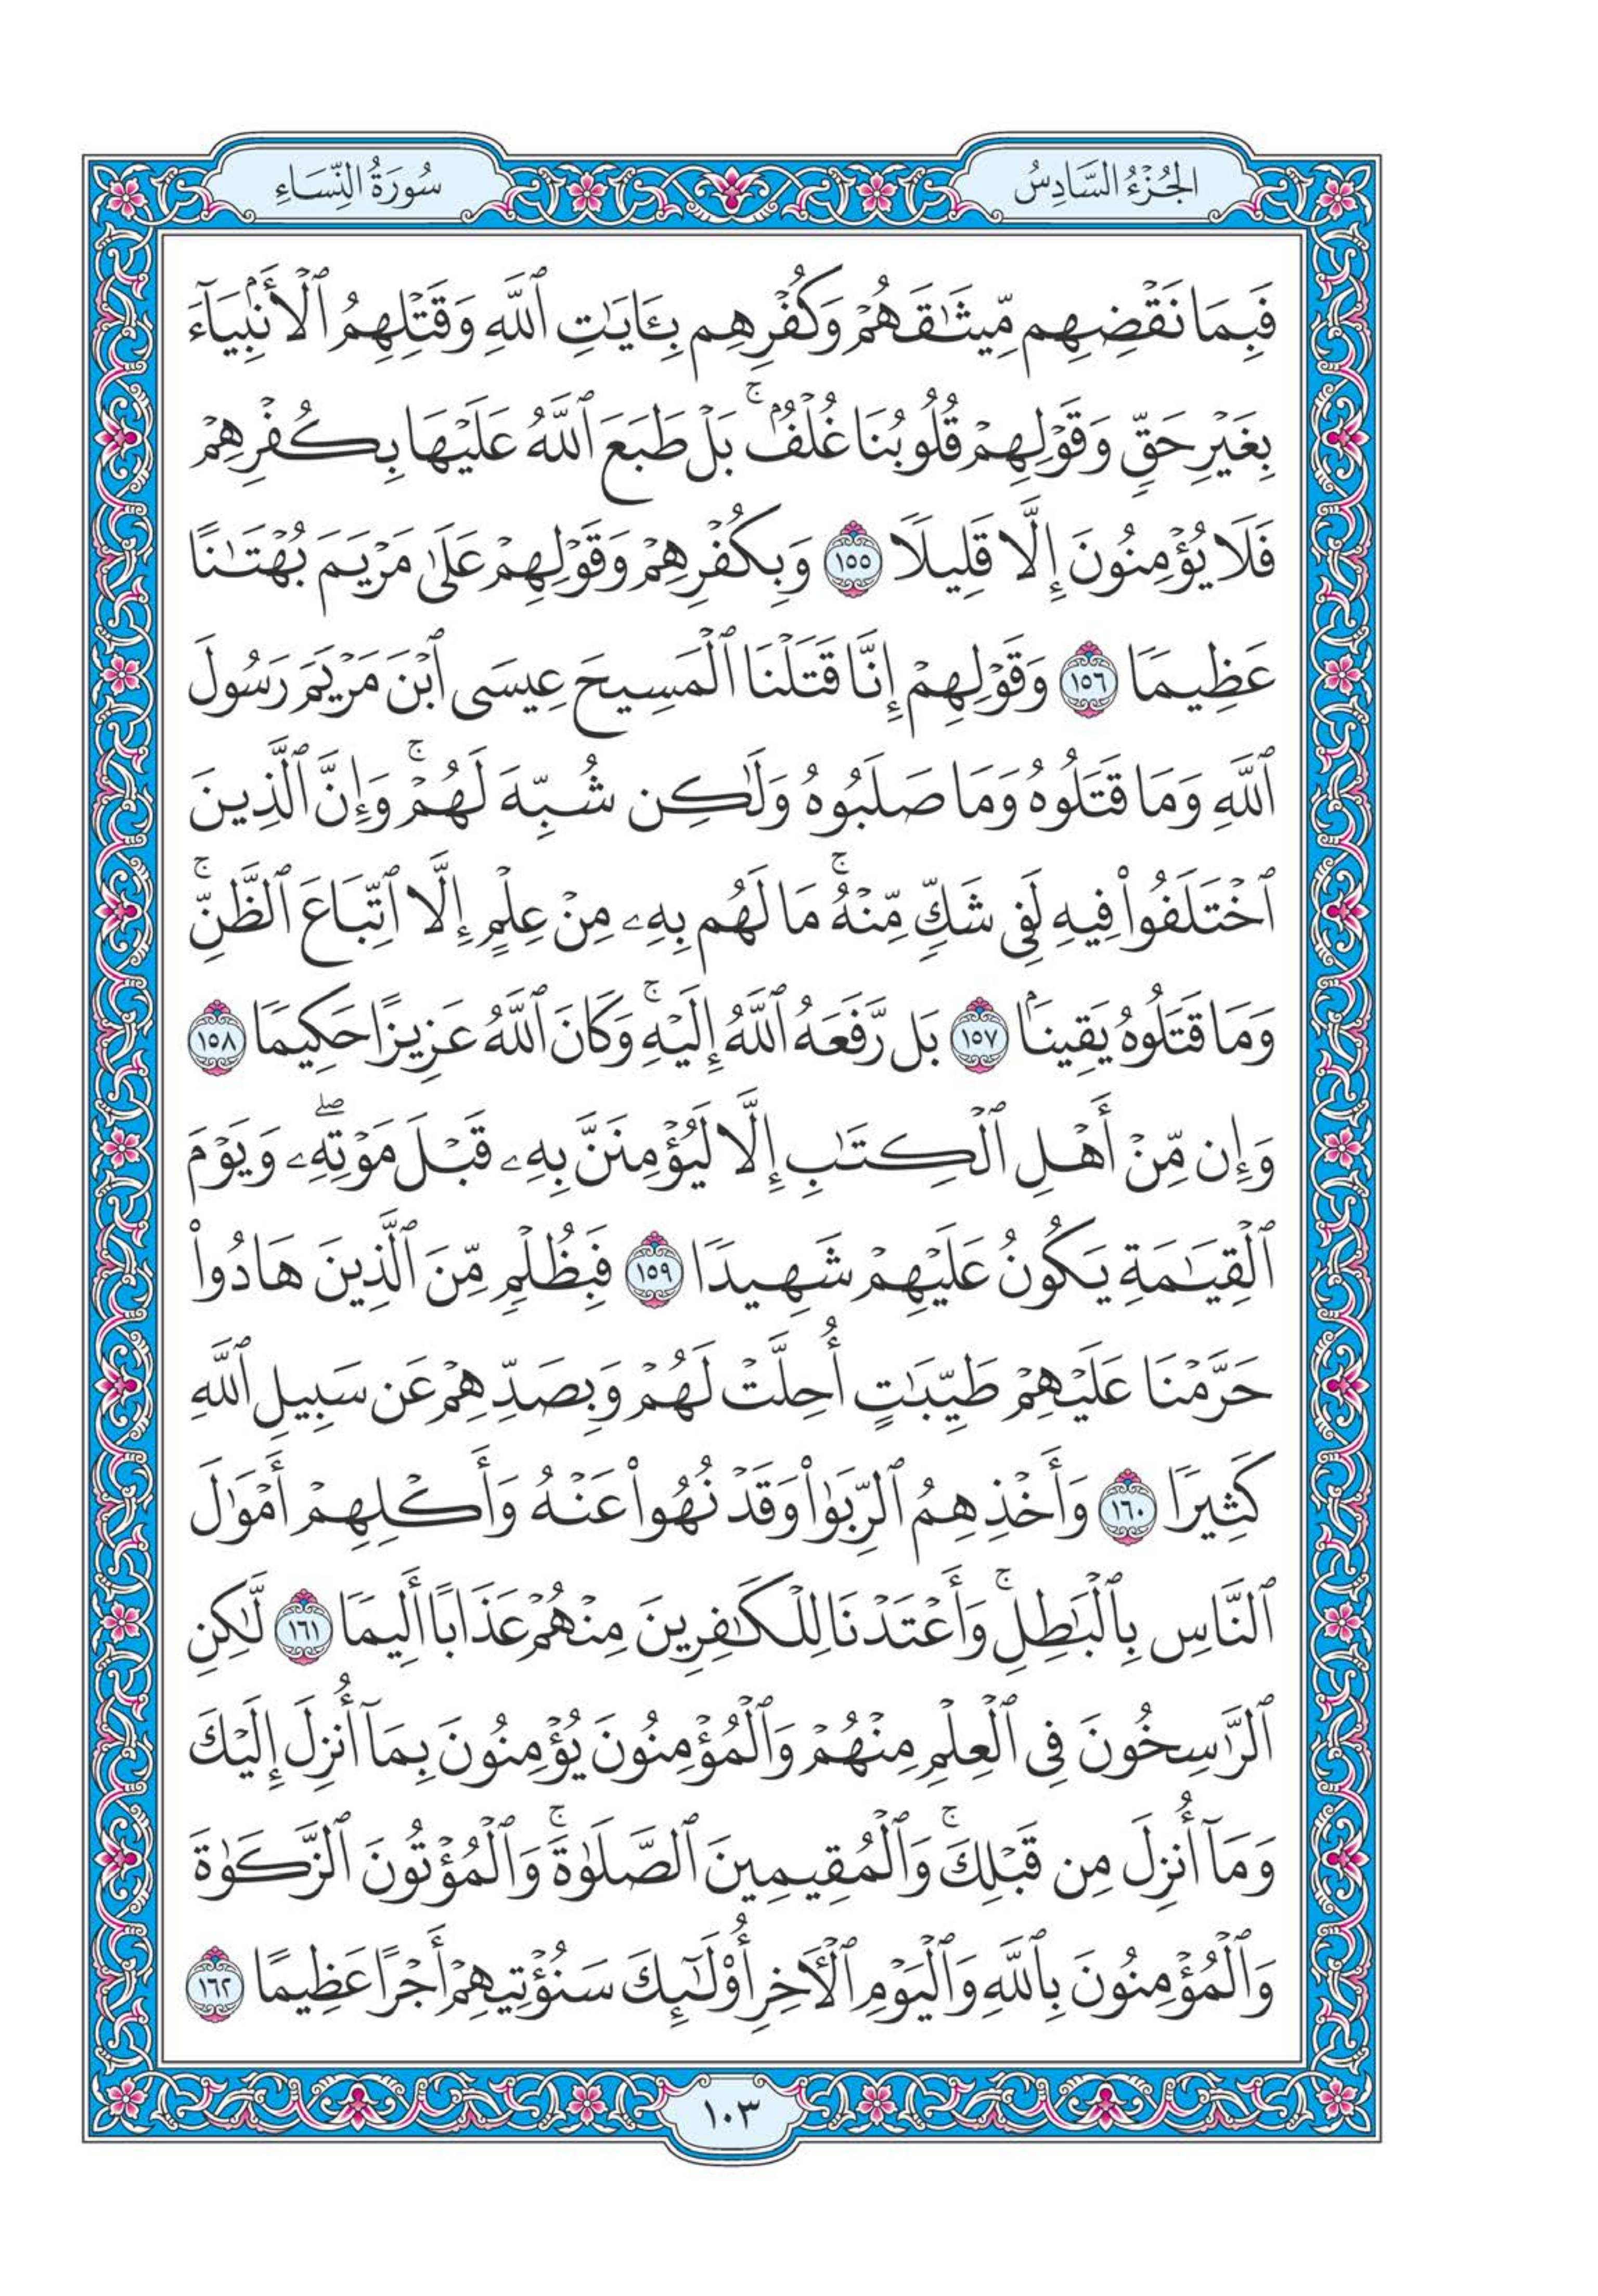 الجُزْءُ السَّادِسُ
سُورَةُ النِّسَاءِ
فَبِمَا نَقْضِهِم مِّيثَٰقَهُمْ وَكُفْرِهِم بِـَٔايَٰتِ ٱللَّهِ وَقَتْلِهِمُ ٱلْأَنۢبِيَآءَ
بِغَيْرِ حَقٍّ وَقَوْلِهِمْ قُلُوبُنَا غُلْفٌۢ ۚ بَلْ طَبَعَ ٱللَّهُ عَلَيْهَا بِكُفْرِهِمْ
فَلَا يُؤْمِنُونَ إِلَّا قَلِيلًا ١٥٥ وَبِكُفْرِهِمْ وَقَوْلِهِمْ عَلَىٰ مَرْيَمَ بُهْتَٰنًا
عَظِيمًا ١٥٦ وَقَوْلِهِمْ إِنَّا قَتَلْنَا ٱلْمَسِيحَ عِيسَى ٱبْنَ مَرْيَمَ رَسُولَ
ٱللَّهِ وَمَا قَتَلُوهُ وَمَا صَلَبُوهُ وَلَٰكِن شُبِّهَ لَهُمْ ۚ وَإِنَّ ٱلَّذِينَ
ٱخْتَلَفُوا۟ فِيهِ لَفِى شَكٍّ مِّنْهُ ۚ مَا لَهُم بِهِۦ مِنْ عِلْمٍ إِلَّا ٱتِّبَاعَ ٱلظَّنِّ ۚ
وَمَا قَتَلُوهُ يَقِينًۢا ١٥٧ بَل رَّفَعَهُ ٱللَّهُ إِلَيْهِ ۚ وَكَانَ ٱللَّهُ عَزِيزًا حَكِيمًا ١٥٨
وَإِن مِّنْ أَهْلِ ٱلْكِتَٰبِ إِلَّا لَيُؤْمِنَنَّ بِهِۦ قَبْلَ مَوْتِهِۦ ۖ وَيَوْمَ
ٱلْقِيَٰمَةِ يَكُونُ عَلَيْهِمْ شَهِيدًا ١٥٩ فَبِظُلْمٍ مِّنَ ٱلَّذِينَ هَادُوا۟
حَرَّمْنَا عَلَيْهِمْ طَيِّبَٰتٍ أُحِلَّتْ لَهُمْ وَبِصَدِّهِمْ عَن سَبِيلِ ٱللَّهِ
كَثِيرًا ١٦٠ وَأَخْذِهِمُ ٱلرِّبَوٰا۟ وَقَدْ نُهُوا۟ عَنْهُ وَأَكْلِهِمْ أَمْوَٰلَ
ٱلنَّاسِ بِٱلْبَٰطِلِ ۚ وَأَعْتَدْنَا لِلْكَٰفِرِينَ مِنْهُمْ عَذَابًا أَلِيمًا ١٦١ لَّٰكِنِ
ٱلرَّٰسِخُونَ فِى ٱلْعِلْمِ مِنْهُمْ وَٱلْمُؤْمِنُونَ يُؤْمِنُونَ بِمَآ أُنزِلَ إِلَيْكَ
وَمَآ أُنزِلَ مِن قَبْلِكَ ۚ وَٱلْمُقِيمِينَ ٱلصَّلَوٰةَ ۚ وَٱلْمُؤْتُونَ ٱلزَّكَوٰةَ
وَٱلْمُؤْمِنُونَ بِٱللَّهِ وَٱلْيَوْمِ ٱلْـَٔاخِرِ أُو۟لَٰٓئِكَ سَنُؤْتِيهِمْ أَجْرًا عَظِيمًا ١٦٢
١٠٣